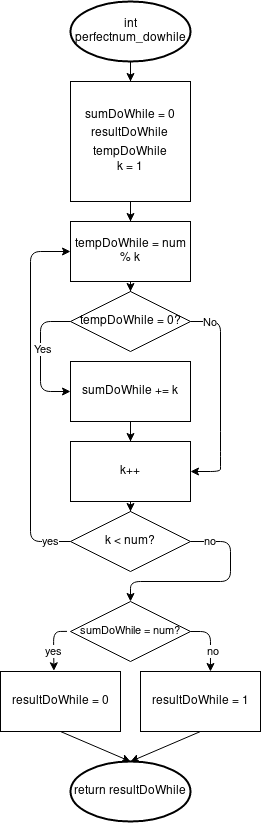 int
perfectnum_dowhile
sumDoWhile = 0
resultDoWhile
tempDoWhile
k = 1
tempDoWhile = num
% k
tempDoWhile = 0?
No
Yes
sumDoWhile += k
k++
k < num?
yes
no
sumDoWhile = num?
yes
no
resultDoWhile = 0
resultDoWhile = 1
return resultDoWhile